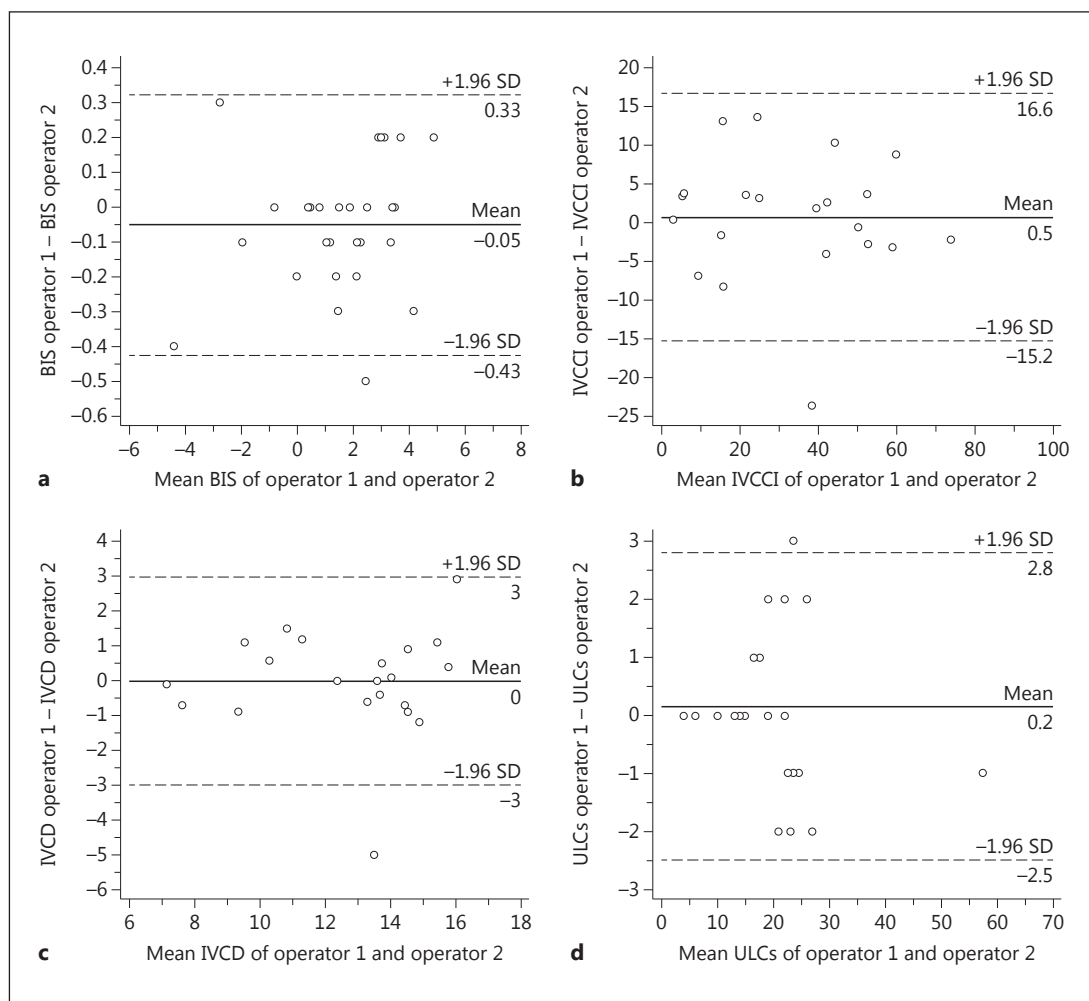 0.4
0.3
0.2
0.1
0
–0.1
–0.2
–0.3
–0.4
–0.5
–0.6
BIS operator 1 – BIS operator 2
+1.96 SD
0.33
Mean
–0.05
–1.96 SD
–0.43
–6 –4 –2 0 2 4 6 8
a Mean BIS of operator 1 and operator 2
20
15
10
5
0
–5
–10
–15
–20
–25
IVCCI operator 1 – IVCCI operator 2
+1.96 SD
16.6
Mean
0.5
–1.96 SD
–15.2
0 20 40 60 80 100
b Mean IVCCI of operator 1 and operator 2
4
3
2
1
0
–1
–2
–3
–4
–5
–6
IVCD operator 1 – IVCD operator 2
+1.96 SD
3
Mean
0
–1.96 SD
–3
6 8 10 12 14 16 18
c Mean IVCD of operator 1 and operator 2
3
2
1
0
–1
–2
–3
ULCs operator 1 – ULCs operator 2
+1.96 SD
2.8
Mean
0.2
–1.96 SD
–2.5
0 10 20 30 40 50 60 70
d Mean ULCs of operator 1 and operator 2